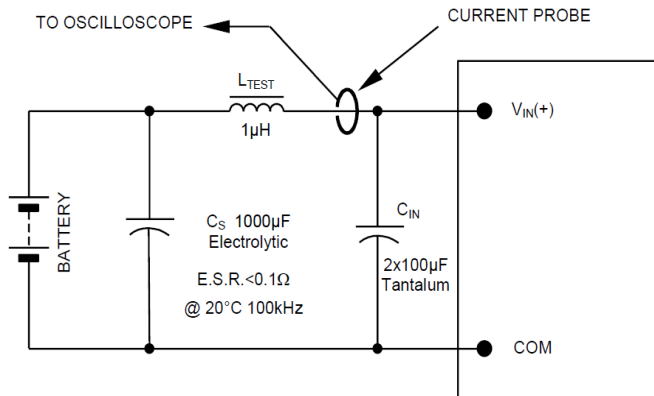 TO OSCILLOSCOPE
CURRENT PROBE
LTEST
1µH
VIN(+)
BATTERY
CS 1000µF
Electrolytic
E.S.R.<0.1Ω
@ 20°C 100kHz
CIN
2x100µF
Tantalum
COM